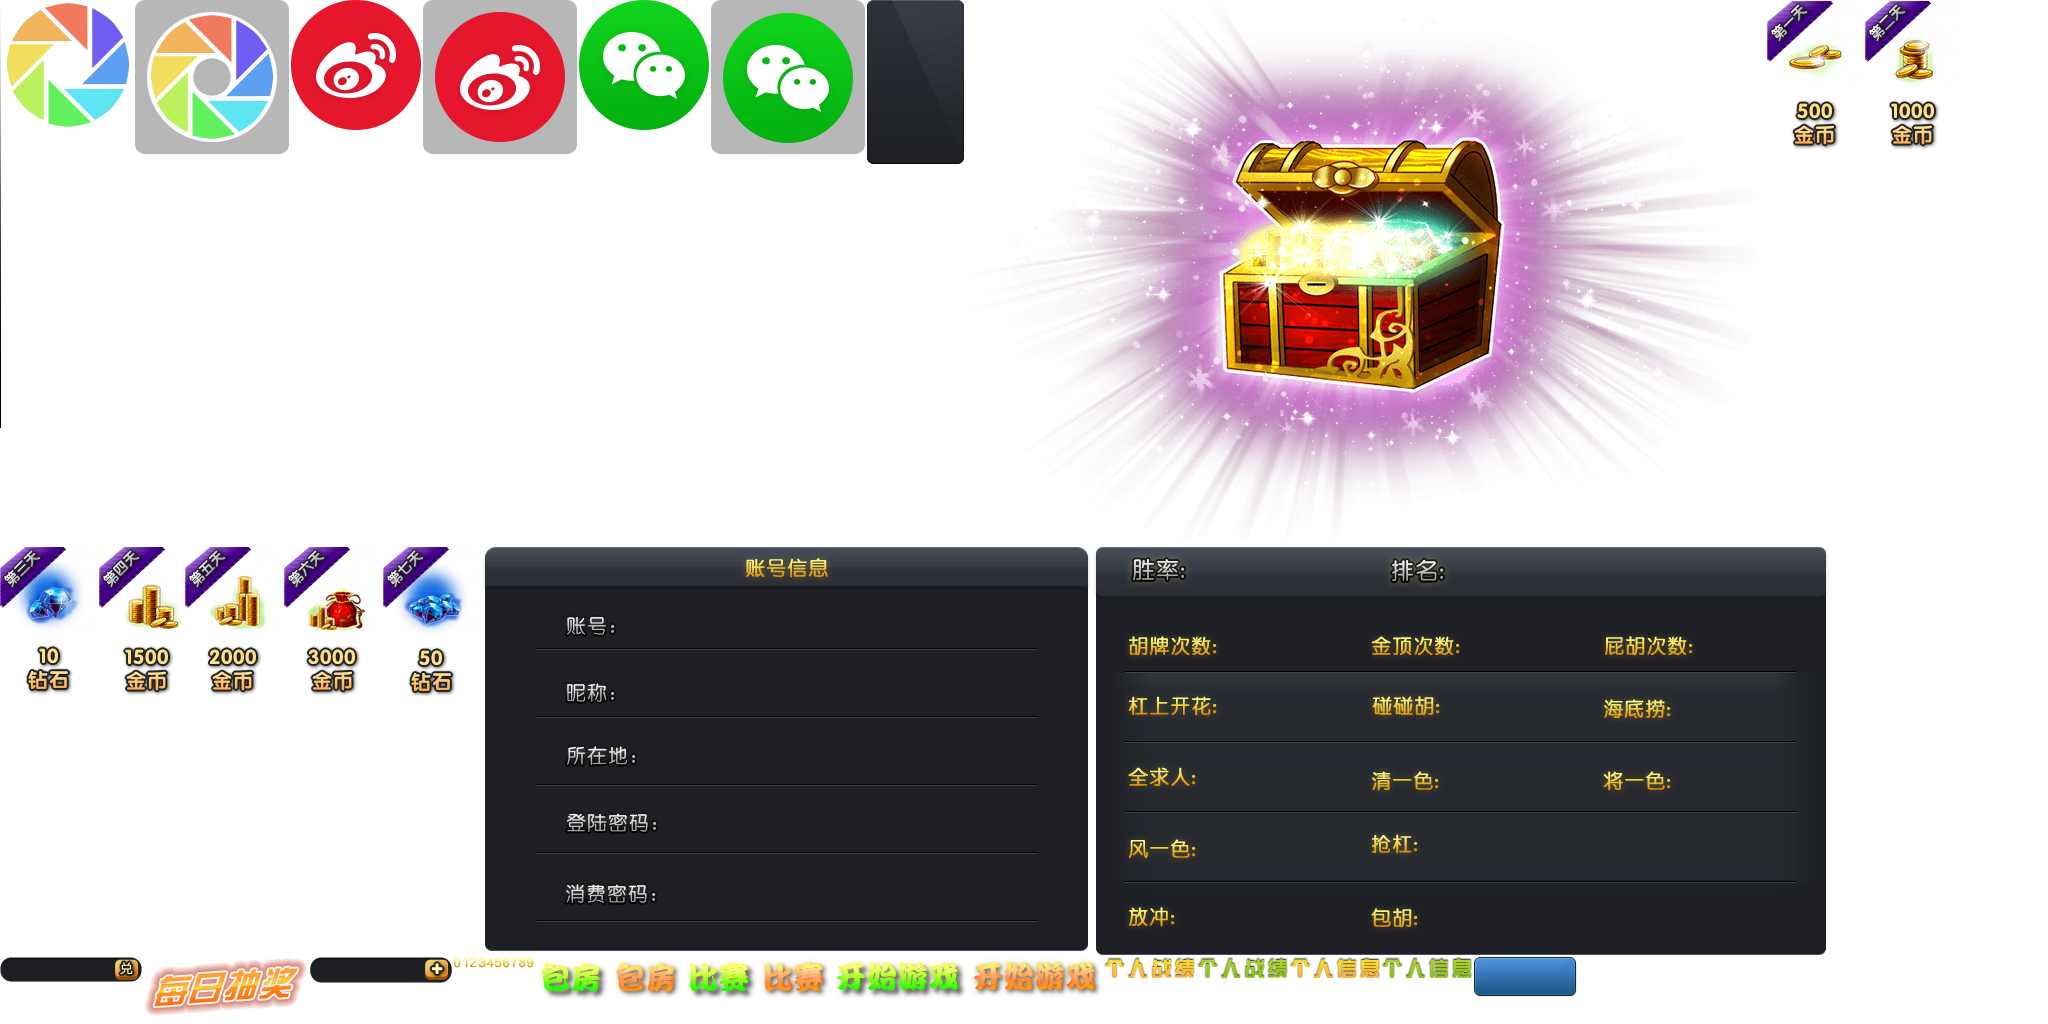 第一天
500
金币
第二天
1000
金币
第三天
10
钻石
第四天
1500
金币
第五天
2000
金币
第六天
3000
金币
第七天
50
钻石
账号信息
账号：
昵称：
所在地：
登陆密码：
消费密码：
胜率: 排名:
胡牌次数: 金顶次数: 屁胡次数:
杠上开花: 碰碰胡: 海底捞:
全求人: 清一色: 将一色:
风一色: 抢杠:
放冲: 包胡:
兑
每日抽奖
0123456789
包房 包房 比赛 比赛 开始游戏 开始游戏
个人战绩 个人战绩 个人信息 个人信息